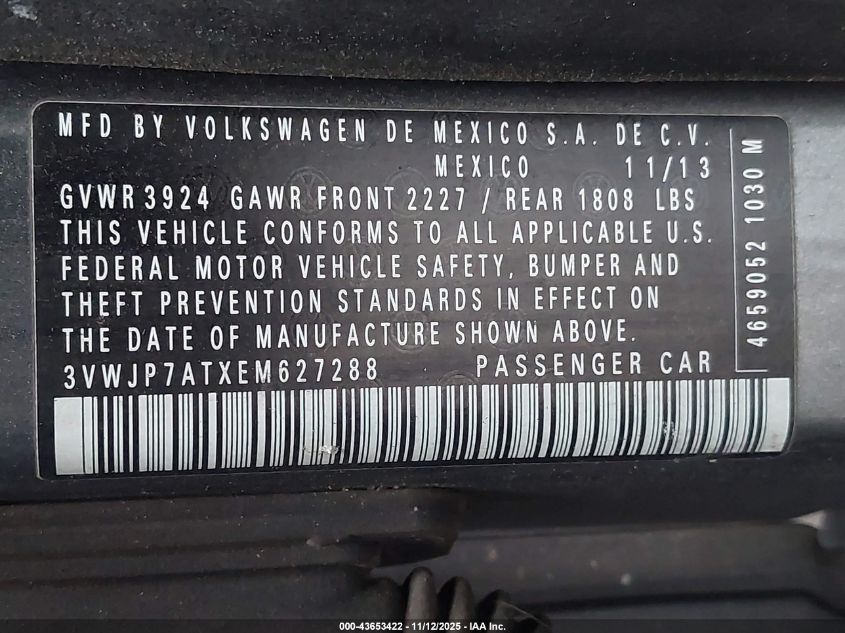 MFD BY VOLKSWAGEN DE MEXICO S.A. DE C.V.
MEXICO 11/13
GVWR 3924 GAWR FRONT 2227 / REAR 1808 LBS
THIS VEHICLE CONFORMS TO ALL APPLICABLE U.S.
FEDERAL MOTOR VEHICLE SAFETY, BUMPER AND
THEFT PREVENTION STANDARDS IN EFFECT ON
THE DATE OF MANUFACTURE SHOWN ABOVE.
3VWJP7ATXEM627288 PASSENGER CAR
4659052 1030 M
000-43653422 - 11/12/2025 - IAA Inc.